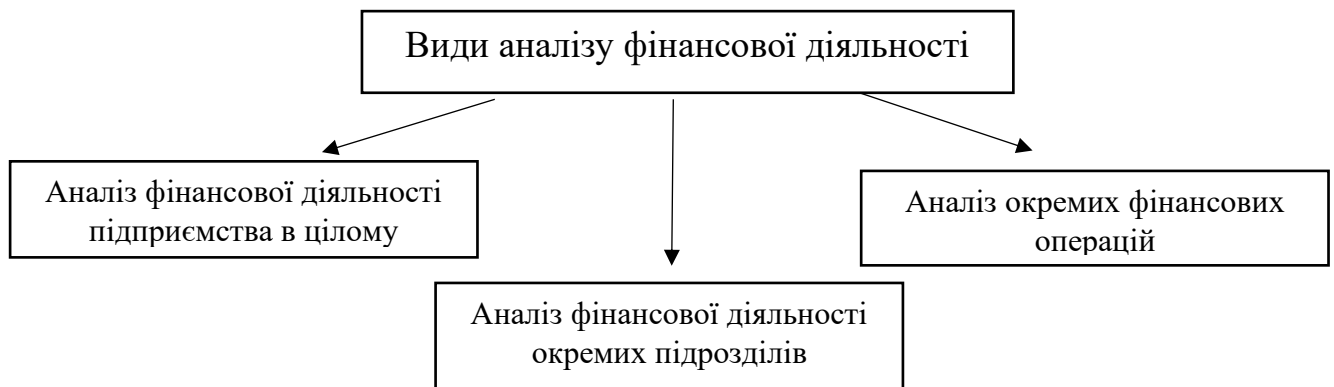 Види аналізу фінансової діяльності
Аналіз фінансової діяльності
підприємства в цілому
Аналіз окремих фінансових
операцій
Аналіз фінансової діяльності
окремих підрозділів